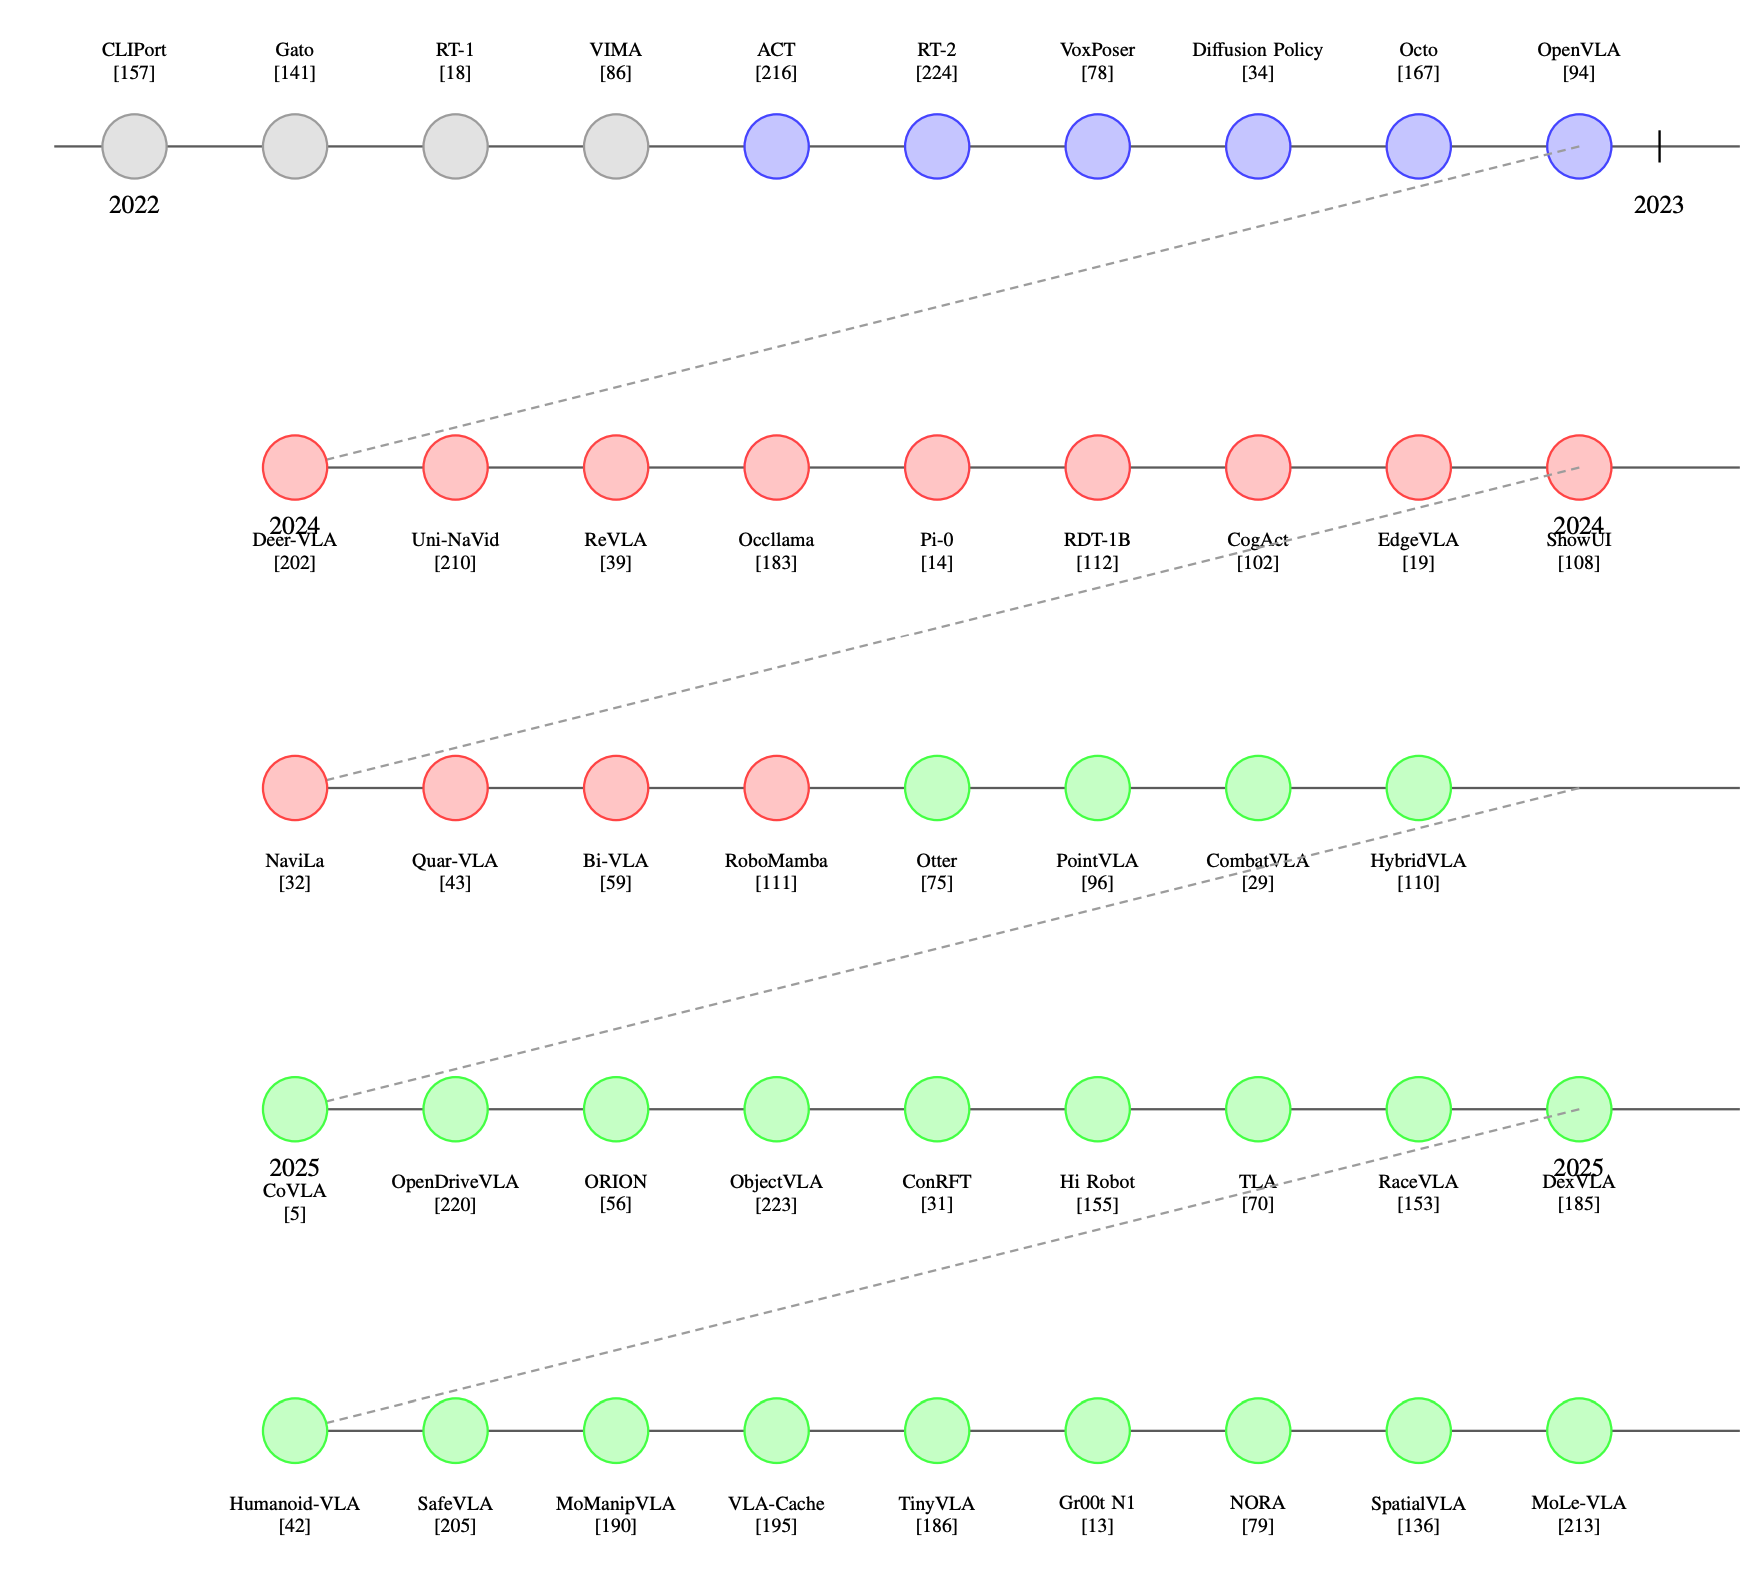 CLIPort Gato RT-1 VIMA ACT RT-2 VoxPoser Diffusion Policy Octo OpenVLA
[157] [141] [18] [86] [216] [224] [78] [34] [167] [94]
2022 2023
2024 2024
Deer-VLA Uni-NaVid ReVLA Occllama Pi-0 RDT-1B CogAct EdgeVLA ShowUI
[202] [210] [39] [183] [14] [112] [102] [19] [108]
NaviLa Quar-VLA Bi-VLA RoboMamba Otter PointVLA CombatVLA HybridVLA
[32] [43] [59] [111] [75] [96] [29] [110]
2025 2025
CoVLA OpenDriveVLA ORION ObjectVLA ConRFT Hi Robot TLA RaceVLA DexVLA
[5] [220] [56] [223] [31] [155] [70] [153] [185]
Humanoid-VLA SafeVLA MoManipVLA VLA-Cache TinyVLA Gr00t N1 NORA SpatialVLA MoLe-VLA
[42] [205] [190] [195] [186] [13] [79] [136] [213]